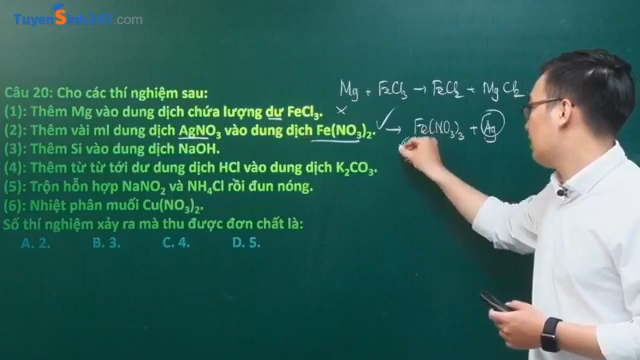 TuyenSinh247.com
Câu 20: Cho các thí nghiệm sau:
(1): Thêm Mg vào dung dịch chứa lượng dư FeCl₃.
(2): Thêm vài ml dung dịch AgNO₃ vào dung dịch Fe(NO₃)₂.
(3): Thêm Si vào dung dịch NaOH.
(4): Thêm từ từ tới dư dung dịch HCl vào dung dịch K₂CO₃.
(5): Trộn hỗn hợp NaNO₂ và NH₄Cl rồi đun nóng.
(6): Nhiệt phân muối Cu(NO₃)₂.
Số thí nghiệm xảy ra mà thu được đơn chất là:
A. 2. B. 3. C. 4. D. 5.
Mg + FeCl₃ → FeCl₂ + MgCl₂
→ Fe(NO₃)₃ + Ag